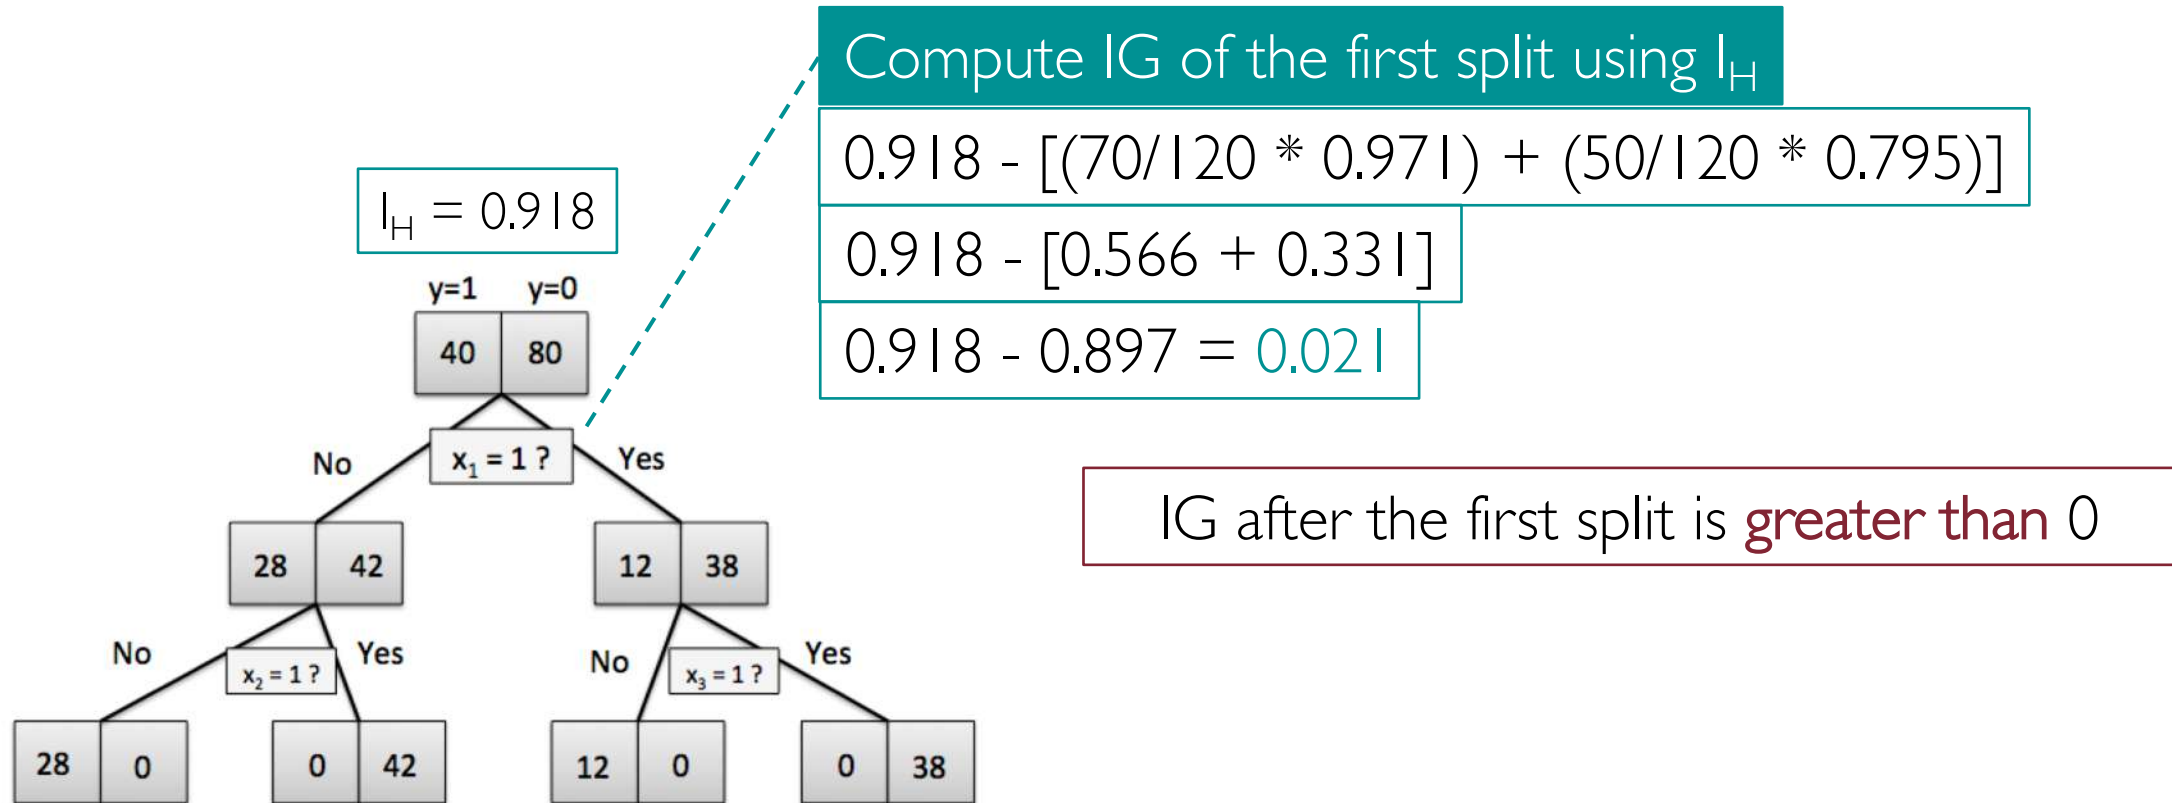 Compute IG of the first split using I_H
0.918 - [(70/120 * 0.971) + (50/120 * 0.795)]
I_H = 0.918
0.918 - [0.566 + 0.331]
y=1 y=0
0.918 - 0.897 = 0.021
40 80
No x₁ = 1 ? Yes
IG after the first split is greater than 0
28 42 12 38
No x₂ = 1 ? Yes No x₃ = 1 ? Yes
28 0 0 42 12 0 0 38